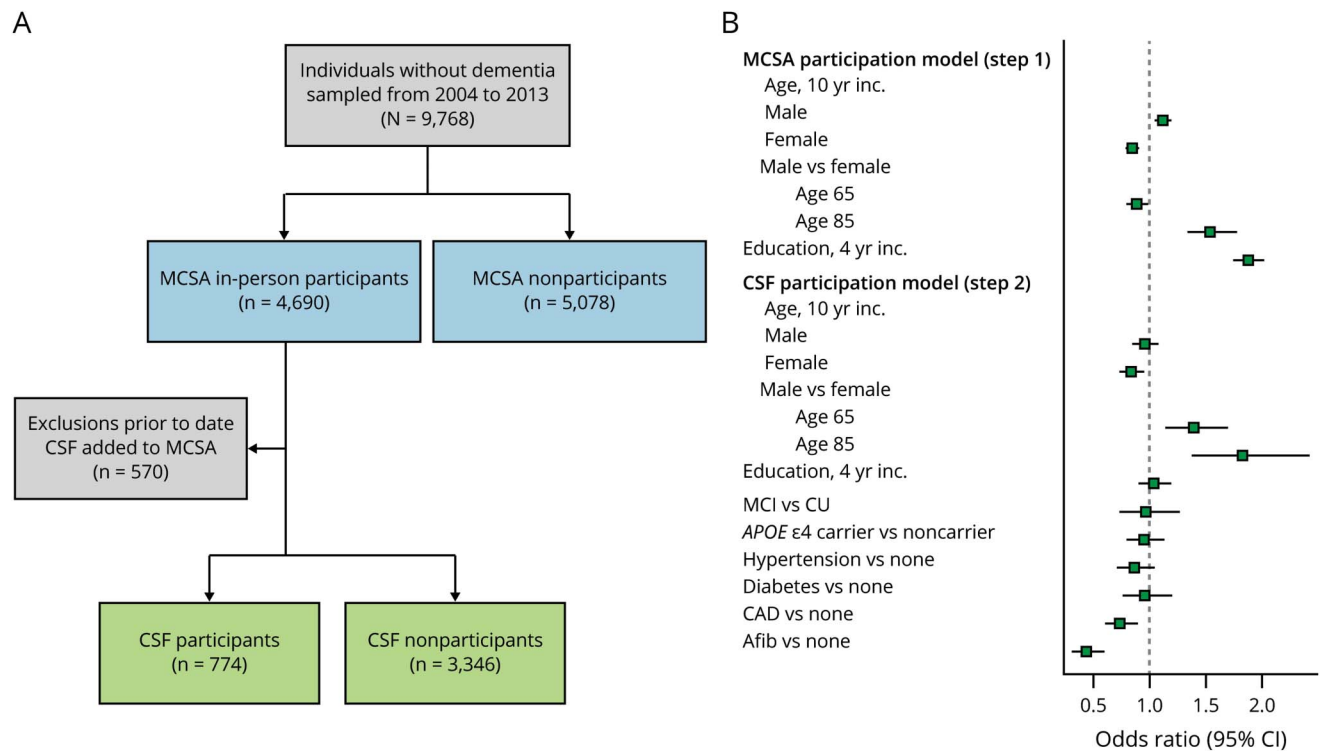 A
Individuals without dementia
sampled from 2004 to 2013
(N = 9,768)
MCSA in-person participants
(n = 4,690)
MCSA nonparticipants
(n = 5,078)
Exclusions prior to date
CSF added to MCSA
(n = 570)
CSF participants
(n = 774)
CSF nonparticipants
(n = 3,346)
B
MCSA participation model (step 1)
Age, 10 yr inc.
Male
Female
Male vs female
Age 65
Age 85
Education, 4 yr inc.
CSF participation model (step 2)
Age, 10 yr inc.
Male
Female
Male vs female
Age 65
Age 85
Education, 4 yr inc.
MCI vs CU
APOE ε4 carrier vs noncarrier
Hypertension vs none
Diabetes vs none
CAD vs none
Afib vs none
0.5 1.0 1.5 2.0
Odds ratio (95% CI)